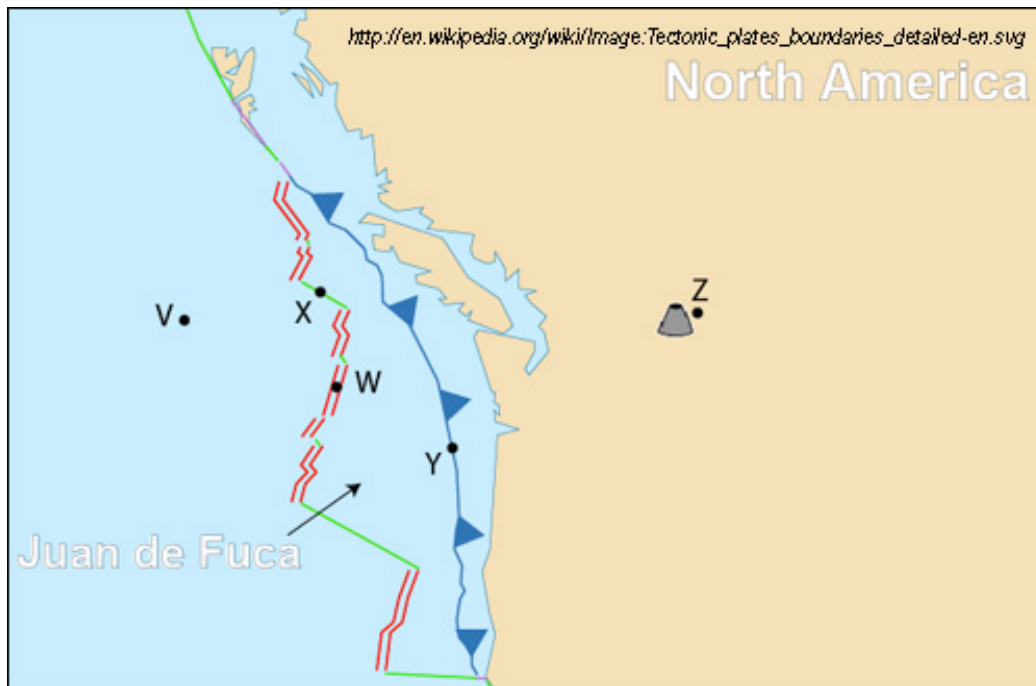 http://en.wikipedia.org/wiki/Image:Tectonic_plates_boundaries_detailed-en.svg
North America
Z
V
X
W
Y
Juan de Fuca